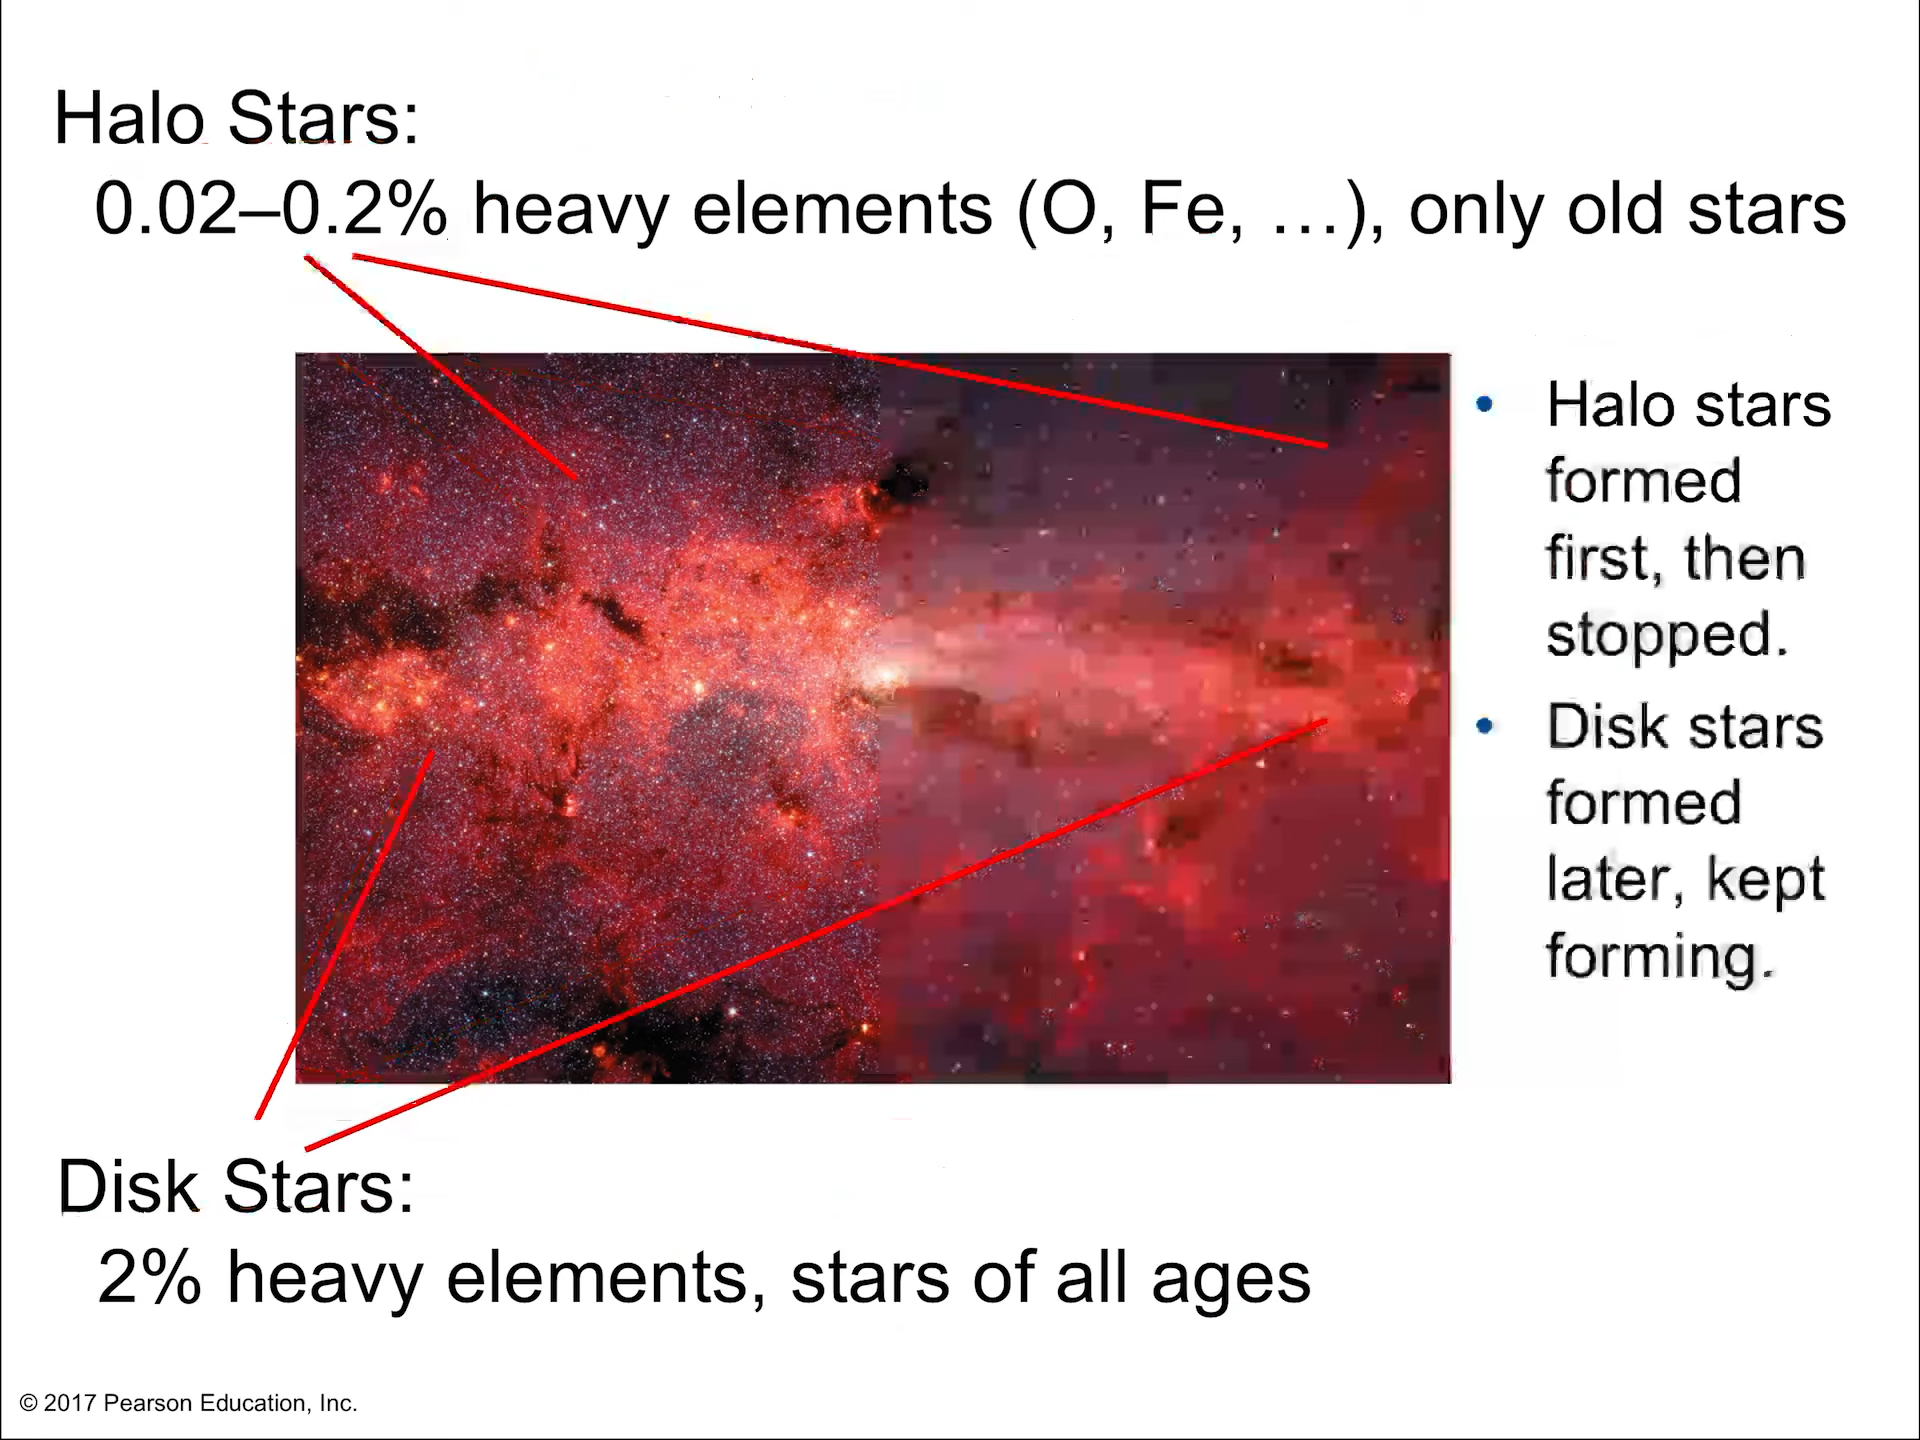 Halo Stars:
0.02–0.2% heavy elements (O, Fe, …), only old stars
• Halo stars
formed
first, then
stopped.
• Disk stars
formed
later, kept
forming.
Disk Stars:
2% heavy elements, stars of all ages
© 2017 Pearson Education, Inc.